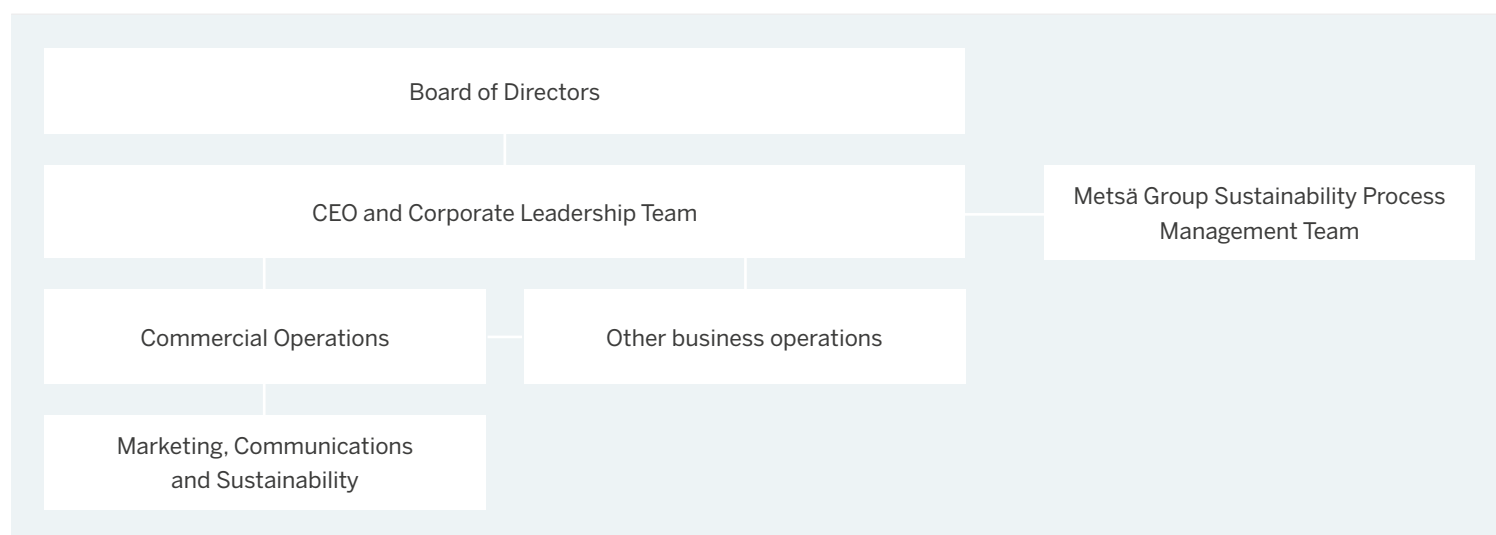 Board of Directors
CEO and Corporate Leadership Team
Metsä Group Sustainability Process
Management Team
Commercial Operations
Other business operations
Marketing, Communications
and Sustainability